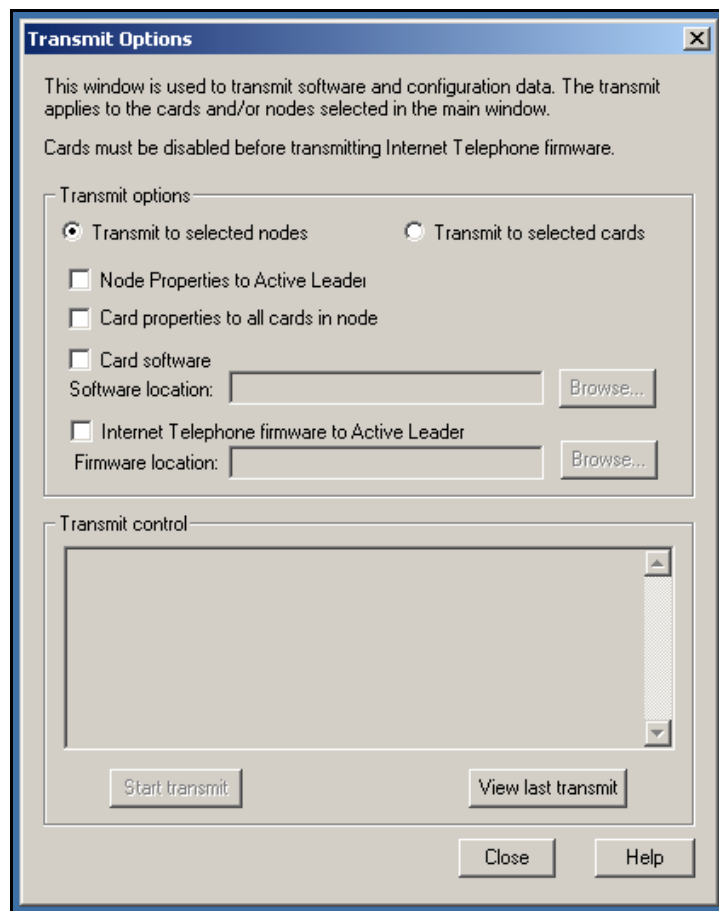 Transmit Options
This window is used to transmit software and configuration data. The transmit
applies to the cards and/or nodes selected in the main window.
Cards must be disabled before transmitting Internet Telephone firmware.
Transmit options
Transmit to selected nodes
Transmit to selected cards
Node Properties to Active Leader
Card properties to all cards in node
Card software
Software location:
Browse...
Internet Telephone firmware to Active Leader
Firmware location:
Browse...
Transmit control
Start transmit
View last transmit
Close
Help